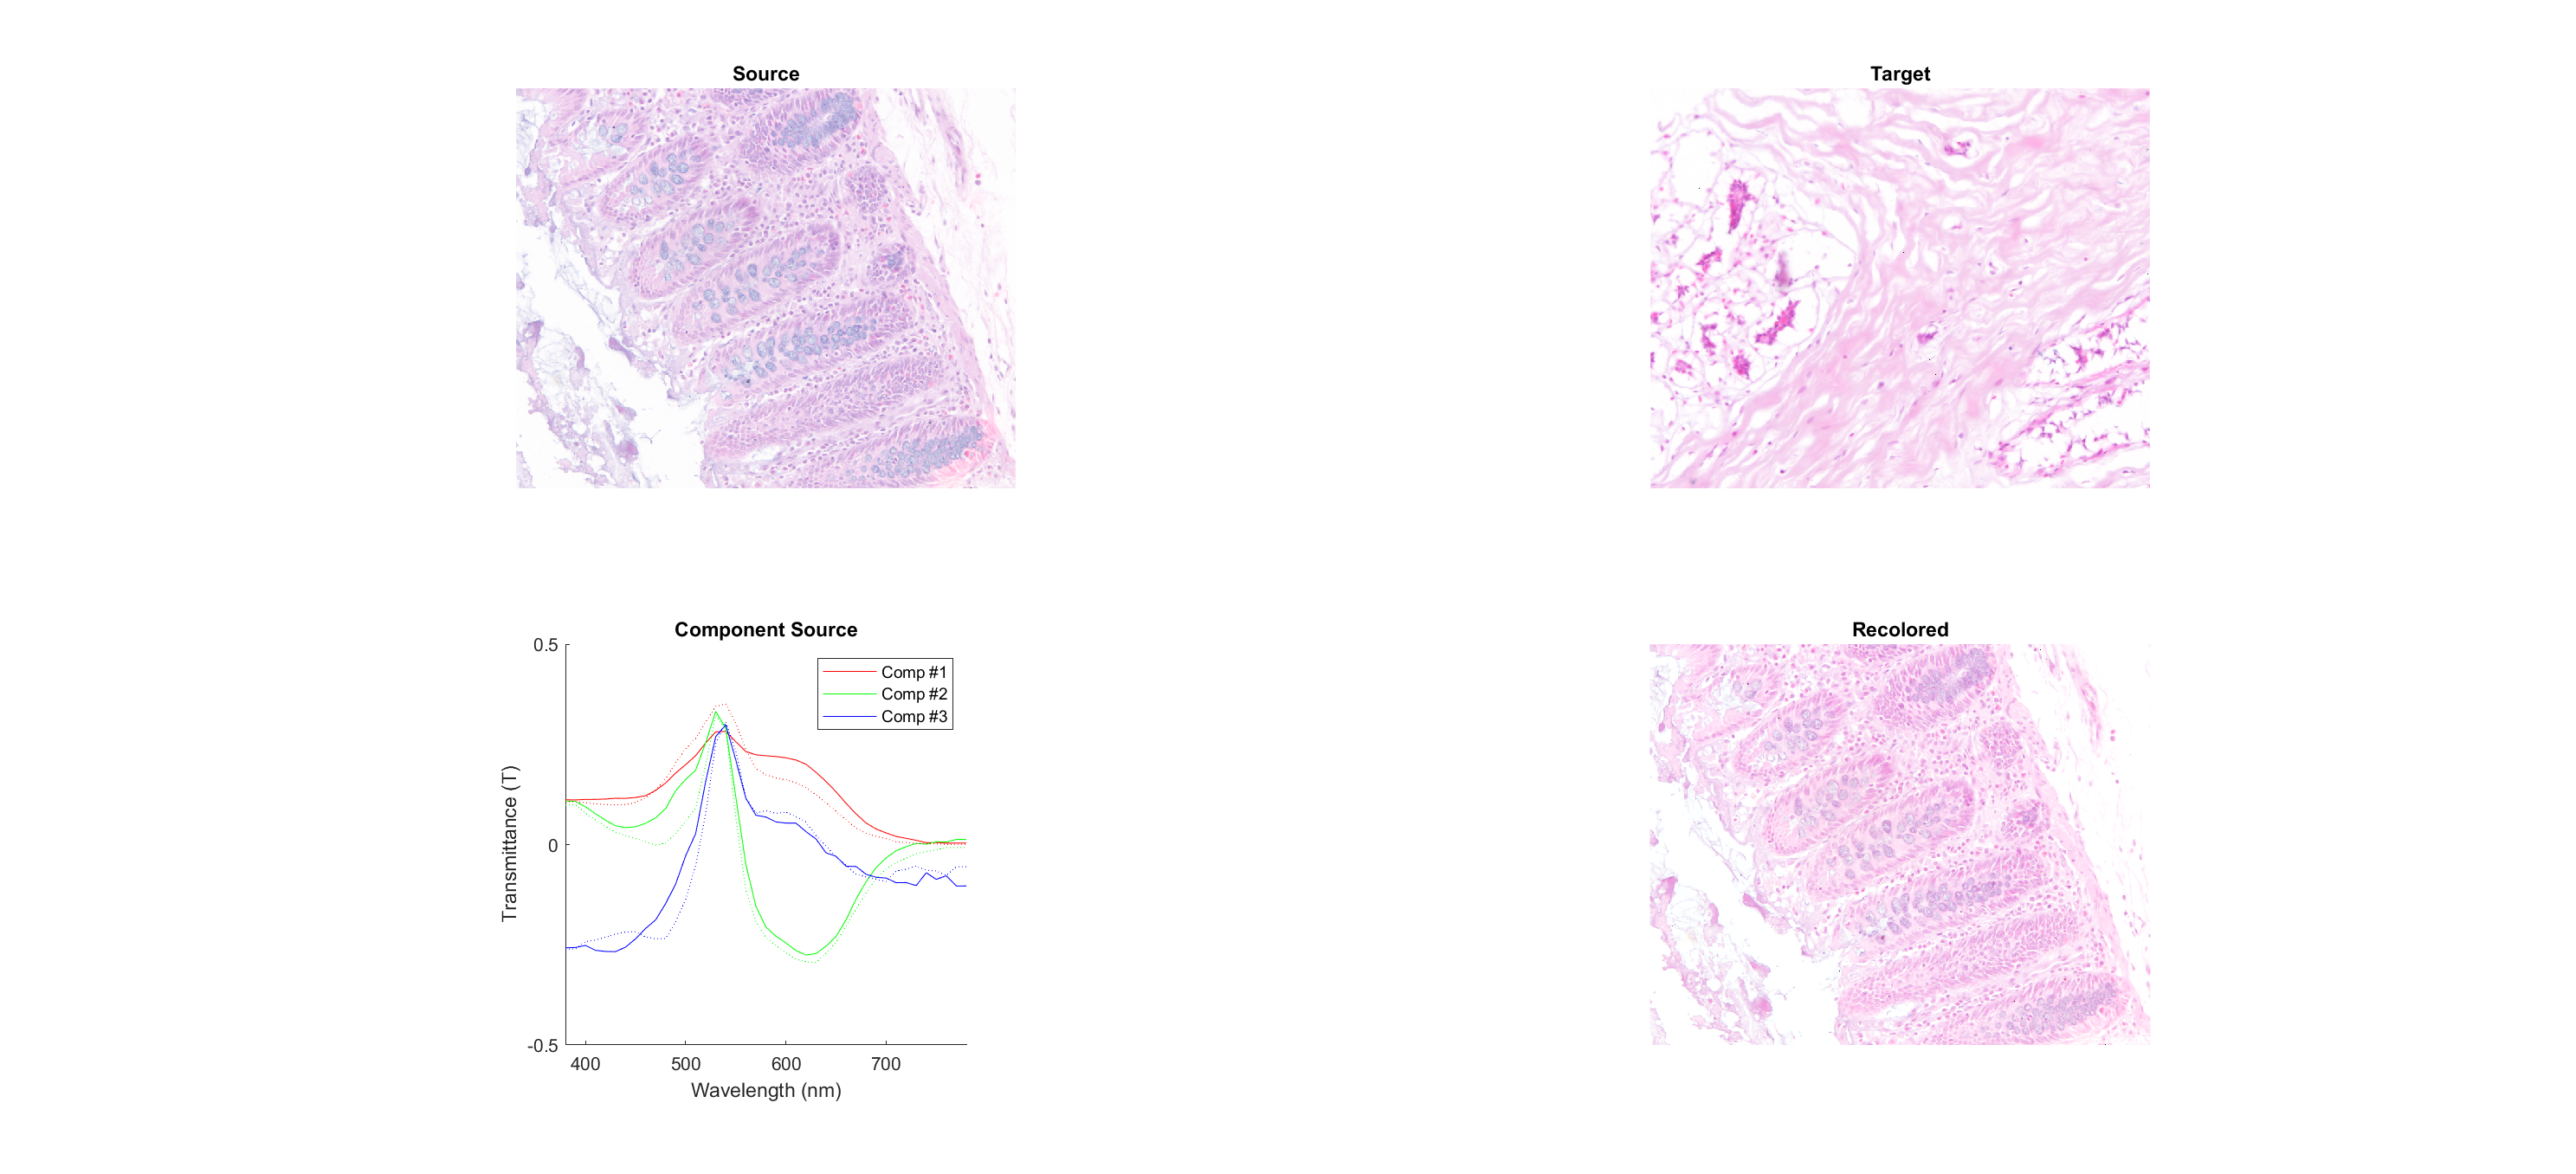 Source
Target
Component Source
0.5
0
-0.5
Transmittance (T)
Comp #1
Comp #2
Comp #3
400 500 600 700
Wavelength (nm)
Recolored